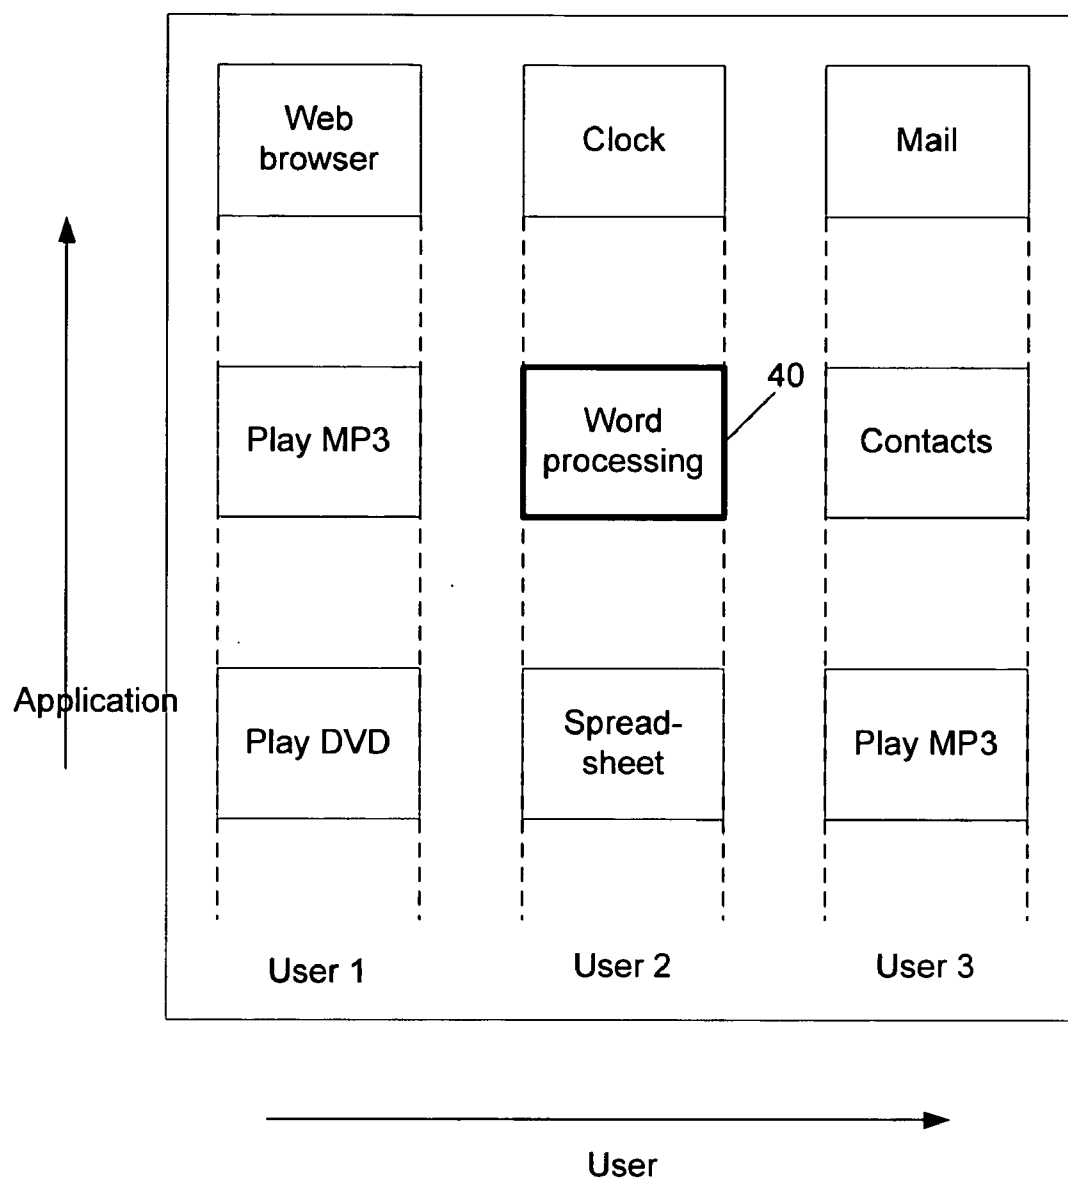 Web
browser
Clock
Mail
40
Play MP3
Word
processing
Contacts
Application
Play DVD
Spread-
sheet
Play MP3
User 1
User 2
User 3
User